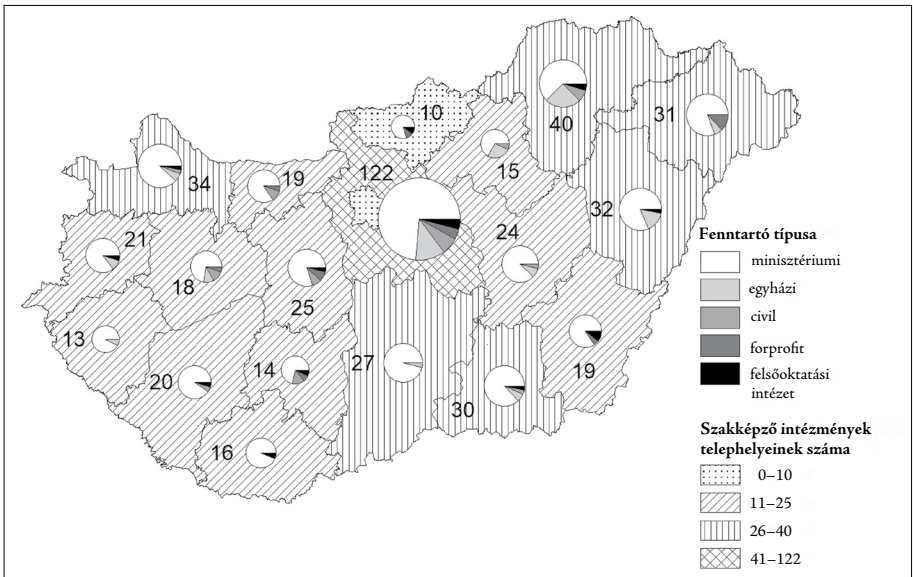 10
40
31
15
122
34
19
32
24
21
18
25
13
27
14
20
19
30
16
Fenntartó típusa
minisztériumi
egyházi
civil
forprofit
felsőoktatási
intézet
Szakképző intézmények
telephelyeinek száma
0–10
11–25
26–40
41–122